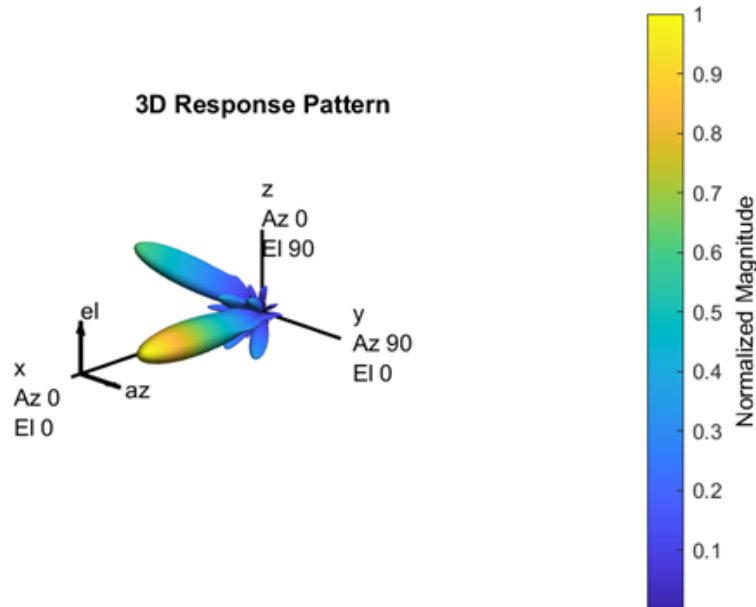 3D Response Pattern
z
Az 0
El 90
y
Az 90
El 0
el
az
x
Az 0
El 0
1
0.9
0.8
0.7
0.6
0.5
0.4
0.3
0.2
0.1
Normalized Magnitude